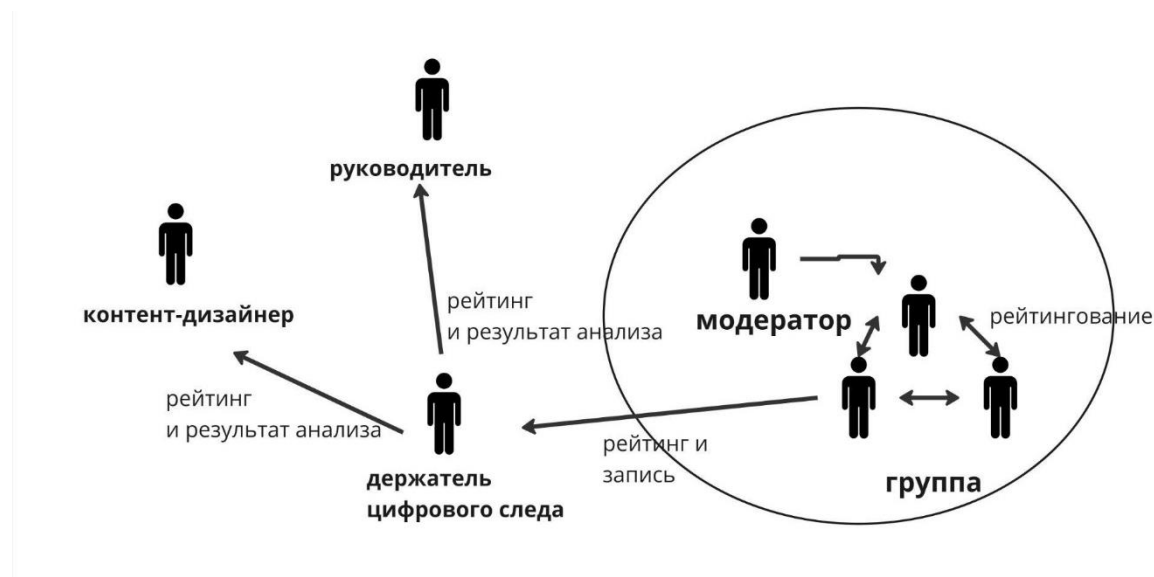 руководитель
контент-дизайнер
рейтинг
и результат анализа
модератор
рейтингование
рейтинг
и результат анализа
рейтинг и
запись
держатель
цифрового следа
группа